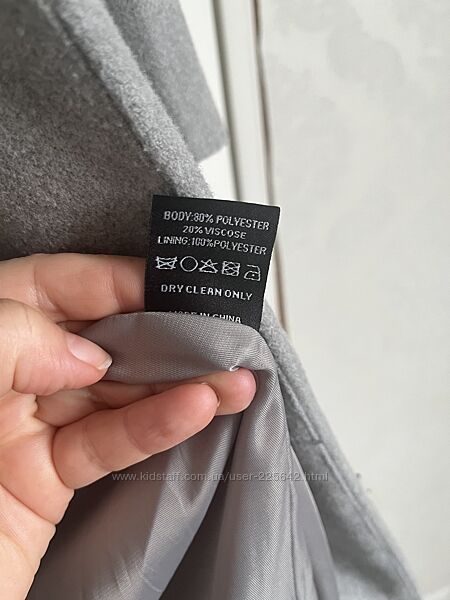 BODY:80% POLYESTER
20% VISCOSE
LINING:100%POLYESTER
DRY CLEAN ONLY
MADE IN CHINA
www.kidstaff.com.ua/user-225642.html